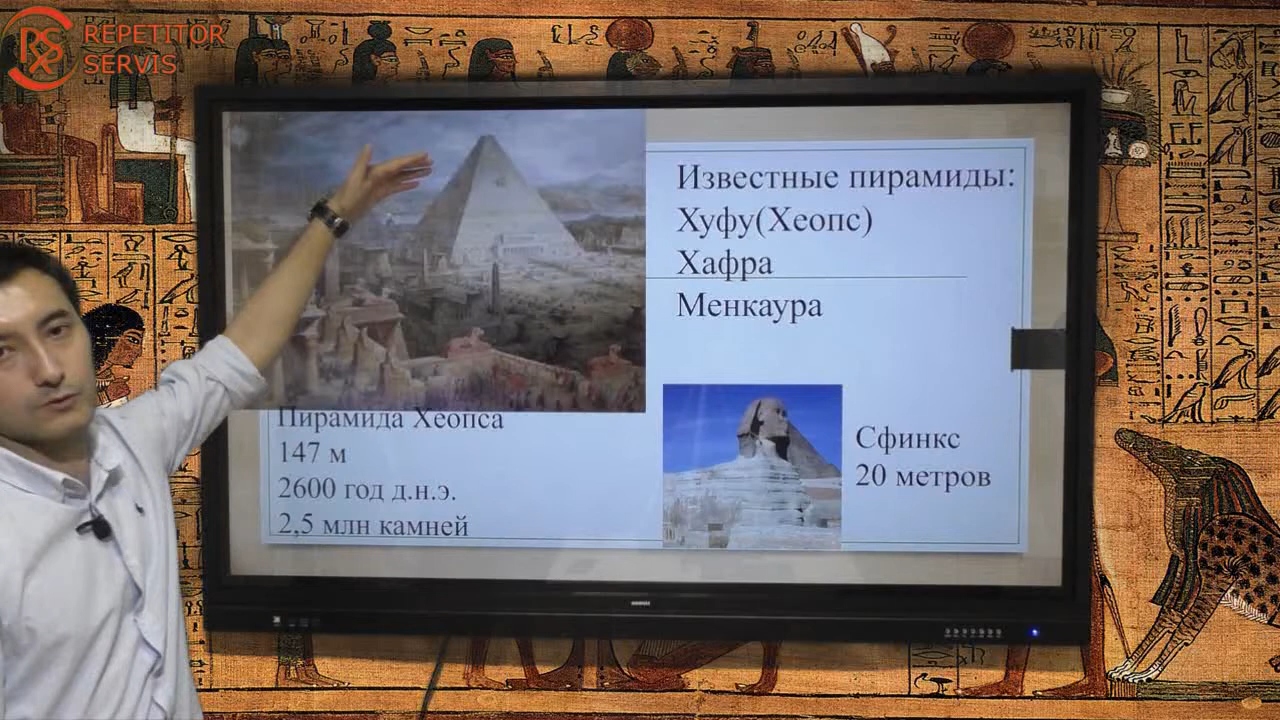 REPETITOR
SERVIS
Известные пирамиды:
Хуфу(Хеопс)
Хафра
Менкаура
Пирамида Хеопса
147 м
2600 год д.н.э.
2,5 млн камней
Сфинкс
20 метров